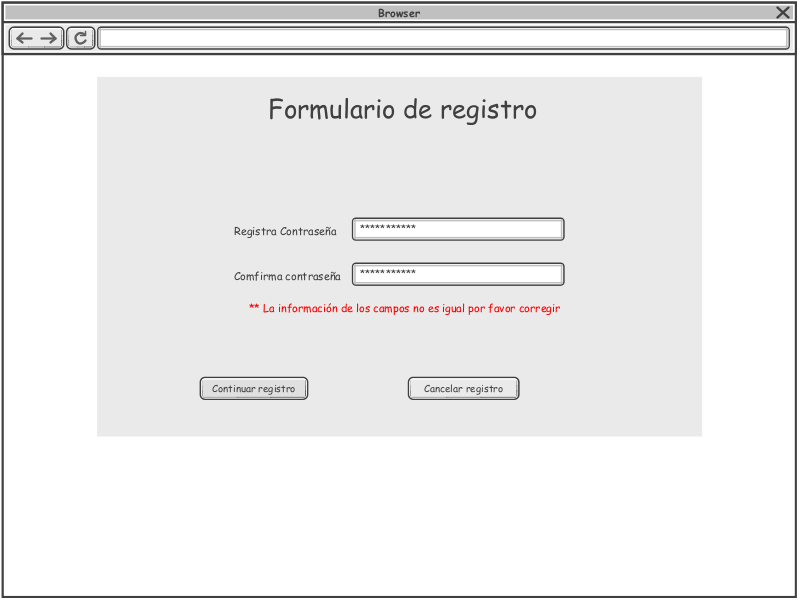 Browser
Formulario de registro
Registra Contraseña ***********
Comfirma contraseña ***********
** La información de los campos no es igual por favor corregir
Continuar registro Cancelar registro